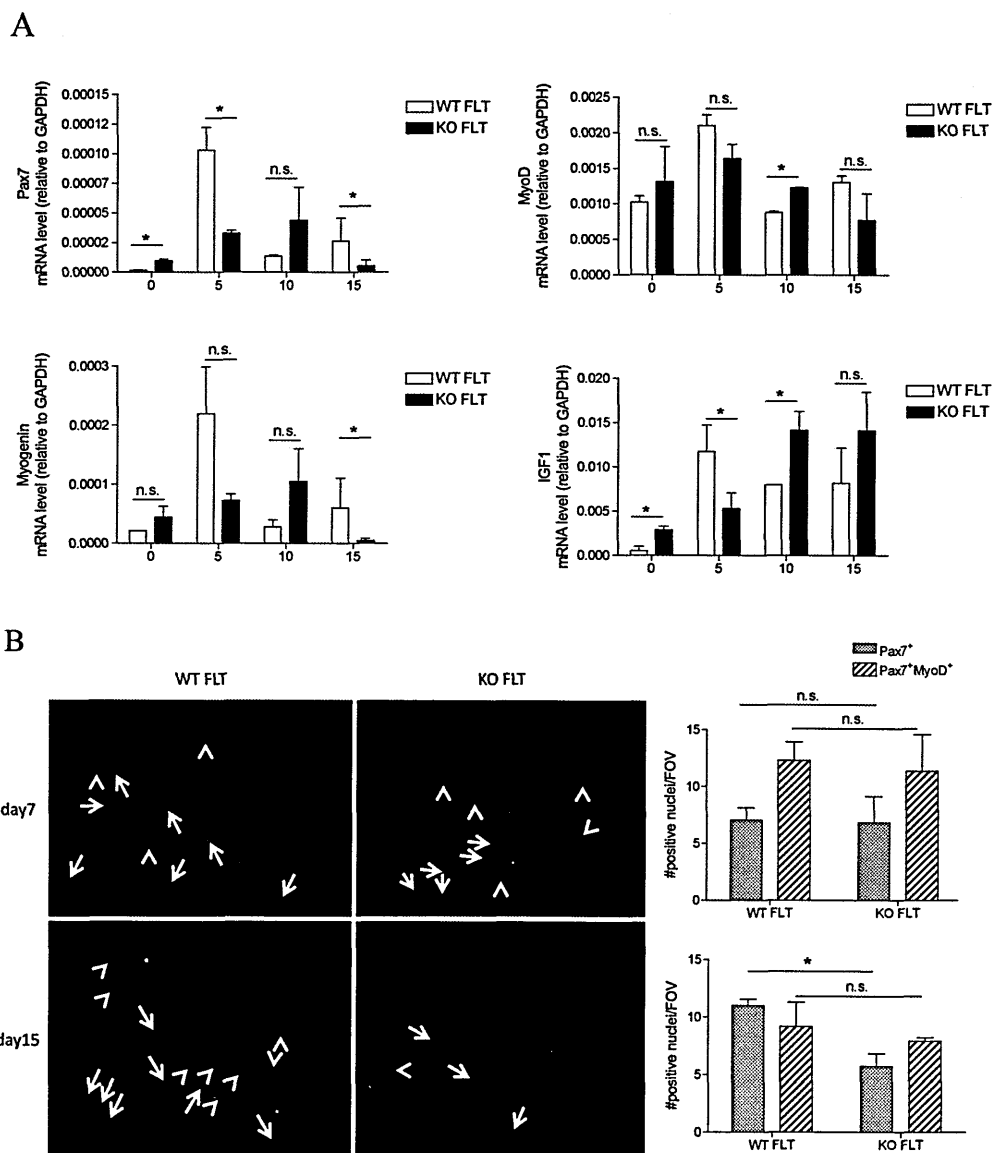 A
Pax7
mRNA level (relative to GAPDH)
0.00015
0.00012
0.00010
0.00007
0.00005
0.00002
0.00000
*
*
n.s.
*
0 5 10 15
WT FLT
KO FLT
MyoD
mRNA level (relative to GAPDH)
0.0025
0.0020
0.0015
0.0010
0.0005
0.0000
n.s.
n.s.
*
n.s.
0 5 10 15
WT FLT
KO FLT
Myogenin
mRNA level (relative to GAPDH)
0.0003
0.0002
0.0001
0.0000
n.s.
n.s.
n.s.
*
0 5 10 15
WT FLT
KO FLT
IGF1
mRNA level (relative to GAPDH)
0.020
0.015
0.010
0.005
0.000
*
*
*
n.s.
0 5 10 15
WT FLT
KO FLT
B
WT FLT KO FLT
day7
day15
Pax7⁺
Pax7⁺MyoD⁺
#positive nuclei/FOV
15
10
5
0
n.s.
n.s.
WT FLT KO FLT
#positive nuclei/FOV
15
10
5
0
*
n.s.
WT FLT KO FLT